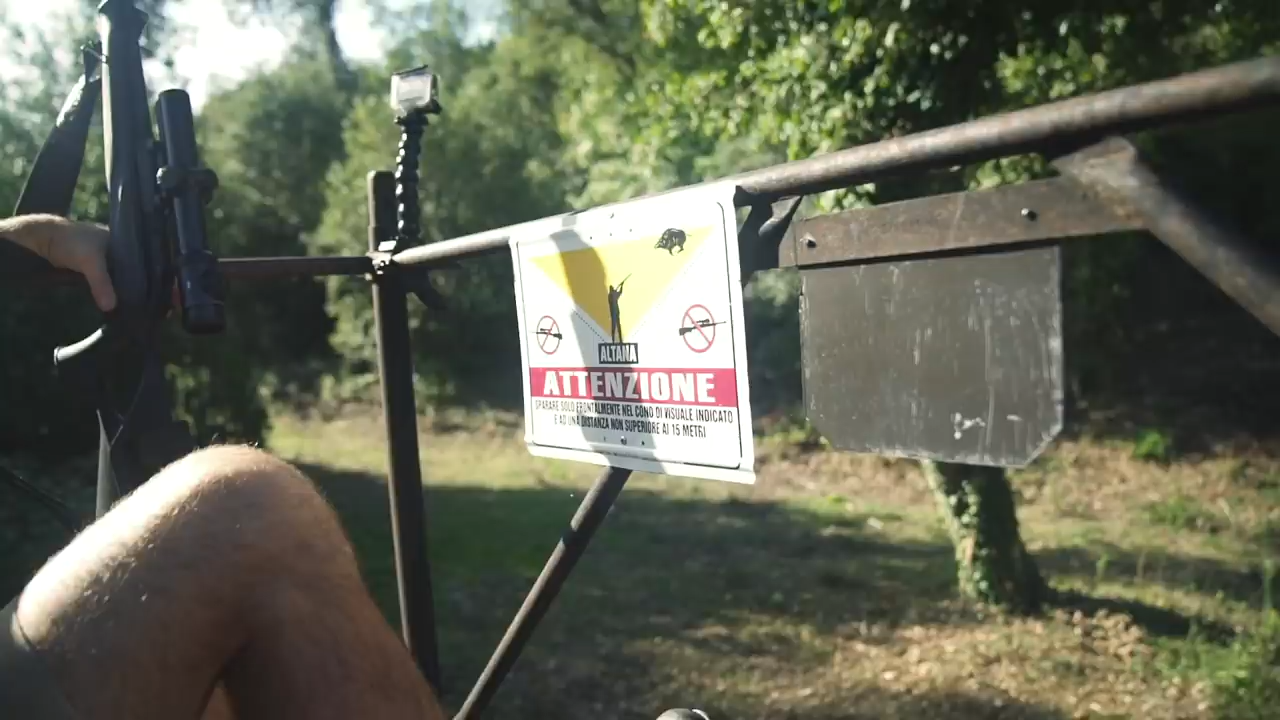 ALTANA
ATTENZIONE
SPARARE SOLO FRONTALMENTE NEL CONO DI VISUALE INDICATO
E AD UNA DISTANZA NON SUPERIORE AI 15 METRI